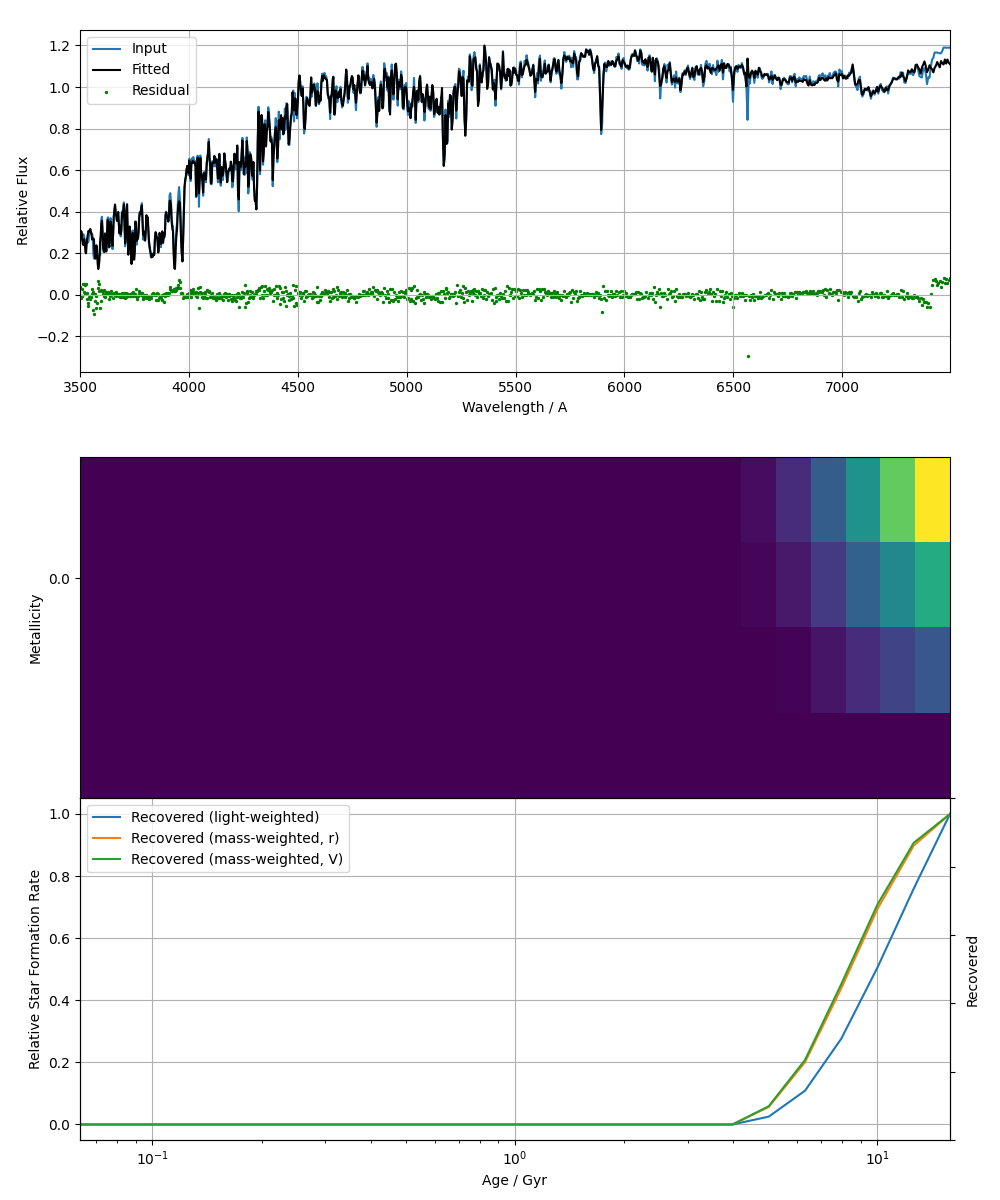 Input
Fitted
Residual
1.2
1.0
0.8
0.6
0.4
0.2
0.0
−0.2
Relative Flux
3500 4000 4500 5000 5500 6000 6500 7000
Wavelength / A
0.0
Metallicity
Recovered (light-weighted)
Recovered (mass-weighted, r)
Recovered (mass-weighted, V)
1.0
0.8
0.6
0.4
0.2
0.0
Relative Star Formation Rate
Recovered
10⁻¹ 10⁰ 10¹
Age / Gyr